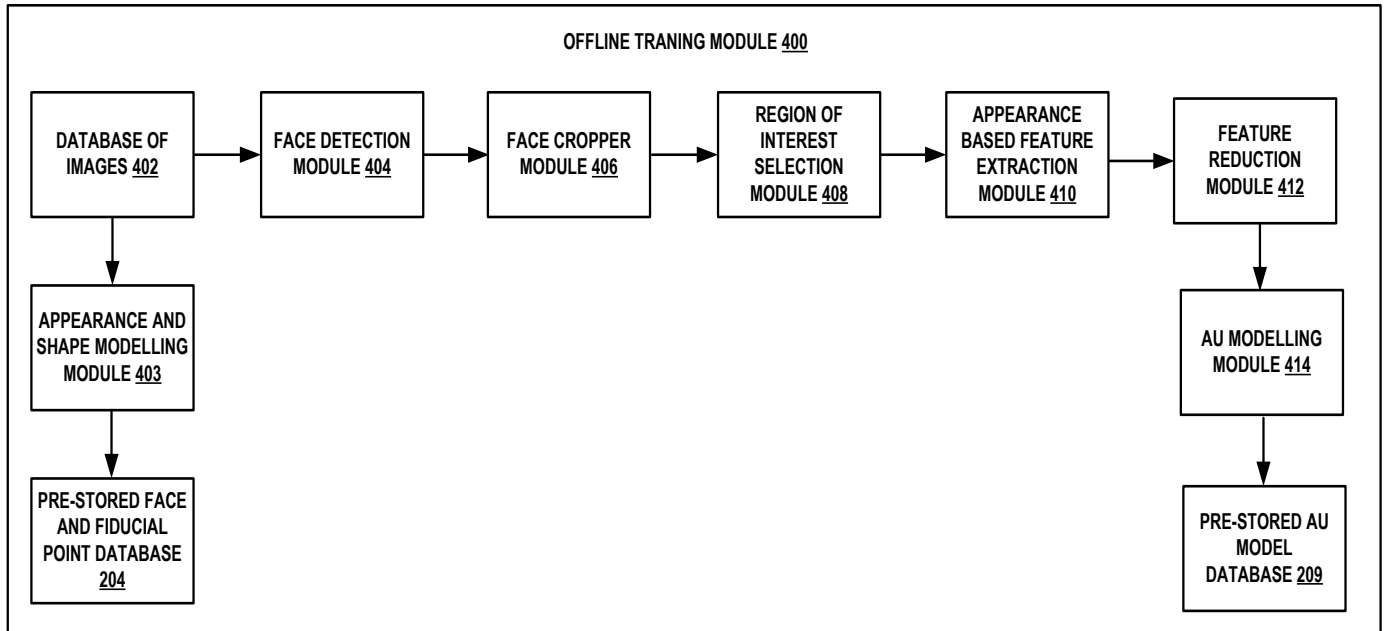 OFFLINE TRANING MODULE 400
DATABASE OF
IMAGES 402
FACE DETECTION
MODULE 404
FACE CROPPER
MODULE 406
REGION OF
INTEREST
SELECTION
MODULE 408
APPEARANCE
BASED FEATURE
EXTRACTION
MODULE 410
FEATURE
REDUCTION
MODULE 412
APPEARANCE AND
SHAPE MODELLING
MODULE 403
AU MODELLING
MODULE 414
PRE-STORED FACE
AND FIDUCIAL
POINT DATABASE
204
PRE-STORED AU
MODEL
DATABASE 209